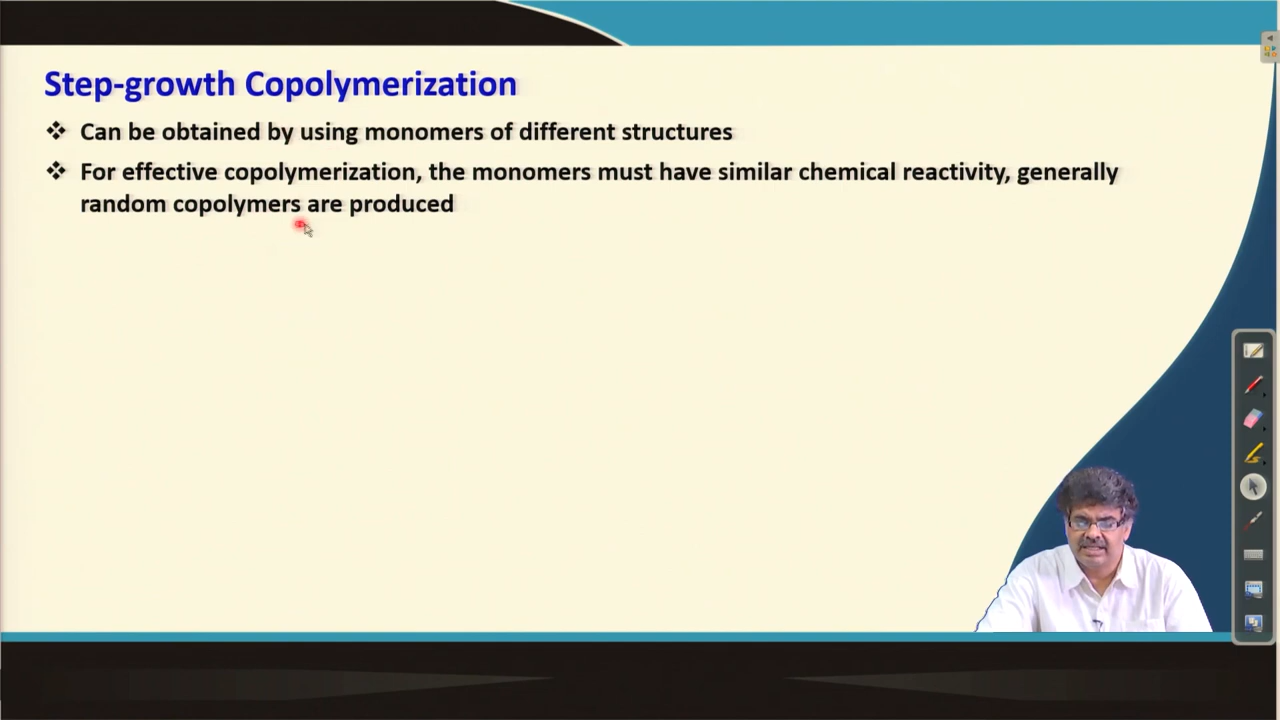 Step-growth Copolymerization
❖ Can be obtained by using monomers of different structures
❖ For effective copolymerization, the monomers must have similar chemical reactivity, generally
random copolymers are produced